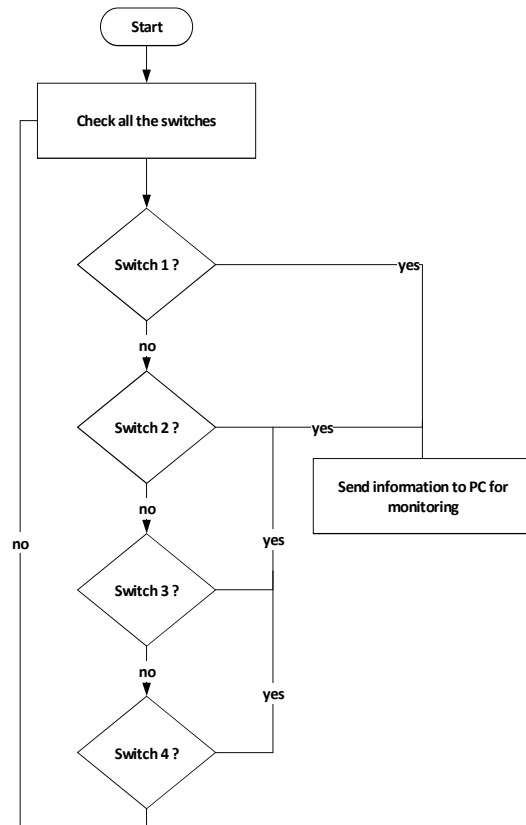 Start
Check all the switches
Switch 1 ?
yes
no
Switch 2 ?
yes
Send information to PC for
monitoring
no
yes
no
Switch 3 ?
no
yes
Switch 4 ?